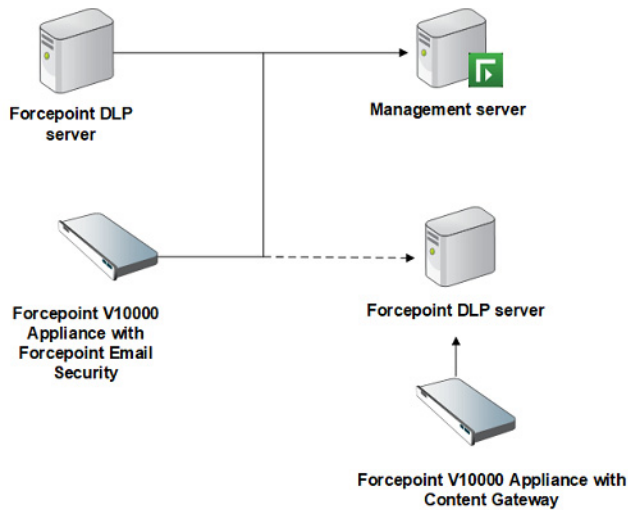 Forcepoint DLP
server
Management server
Forcepoint V10000
Appliance with
Forcepoint Email
Security
Forcepoint DLP server
Forcepoint V10000 Appliance with
Content Gateway